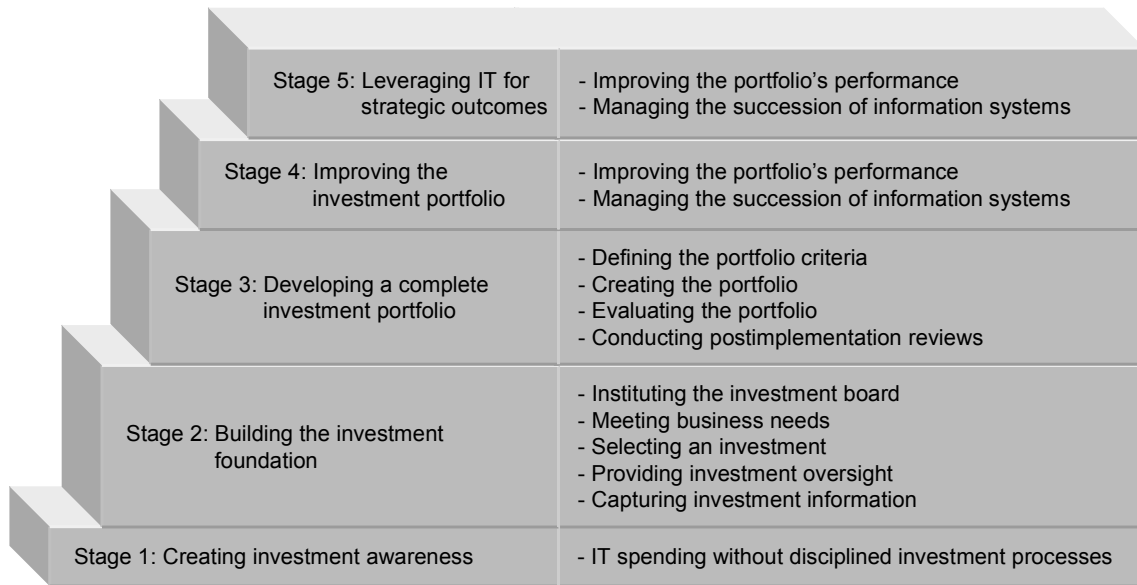 Stage 5: Leveraging IT for
strategic outcomes
- Improving the portfolio's performance
- Managing the succession of information systems
Stage 4: Improving the
investment portfolio
- Improving the portfolio's performance
- Managing the succession of information systems
Stage 3: Developing a complete
investment portfolio
- Defining the portfolio criteria
- Creating the portfolio
- Evaluating the portfolio
- Conducting postimplementation reviews
Stage 2: Building the investment
foundation
- Instituting the investment board
- Meeting business needs
- Selecting an investment
- Providing investment oversight
- Capturing investment information
Stage 1: Creating investment awareness
- IT spending without disciplined investment processes